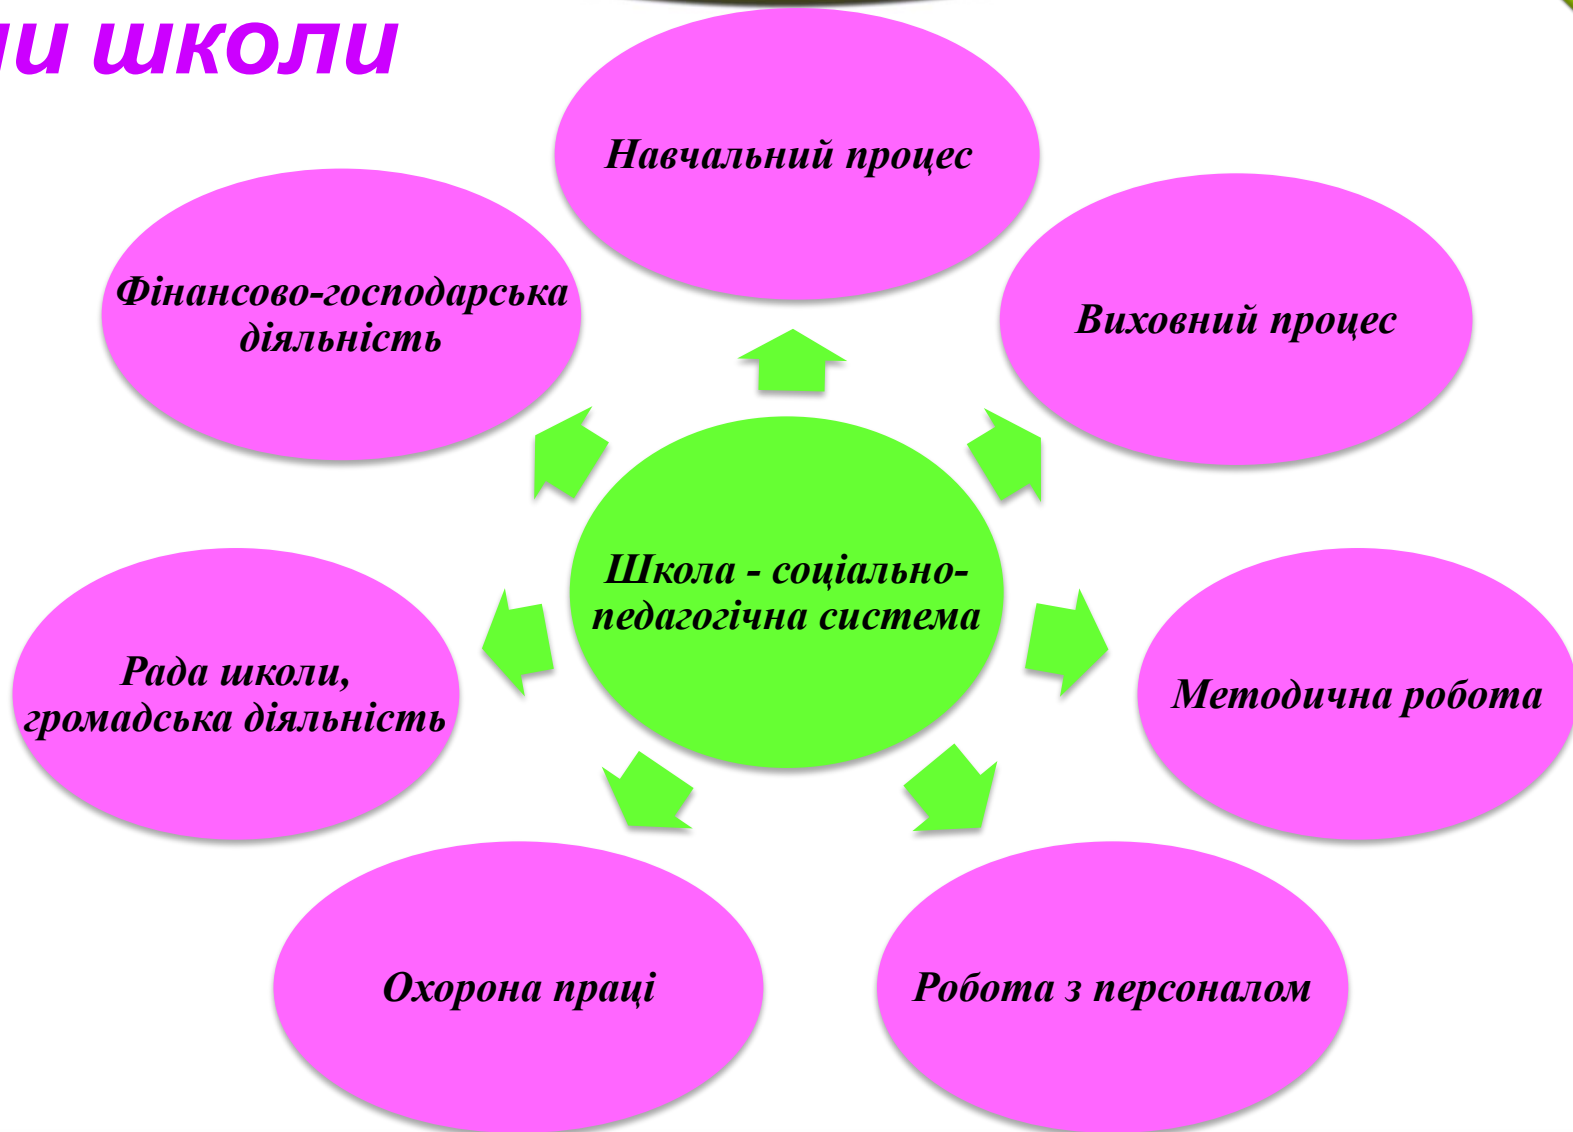 школи
Навчальний процес
Фінансово-господарська
діяльність
Виховний процес
Школа - соціально-
педагогічна система
Рада школи,
громадська діяльність
Методична робота
Охорона праці
Робота з персоналом